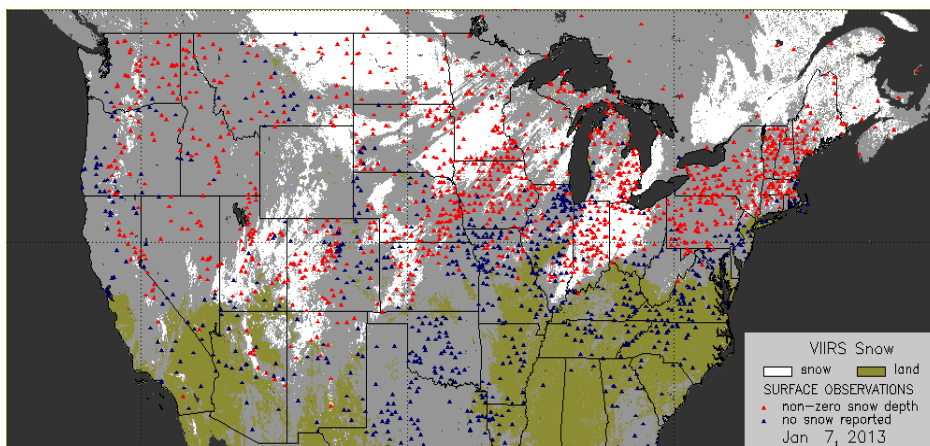 VIIRS Snow
snow land
SURFACE OBSERVATIONS
non-zero snow depth
no snow reported
Jan 7, 2013